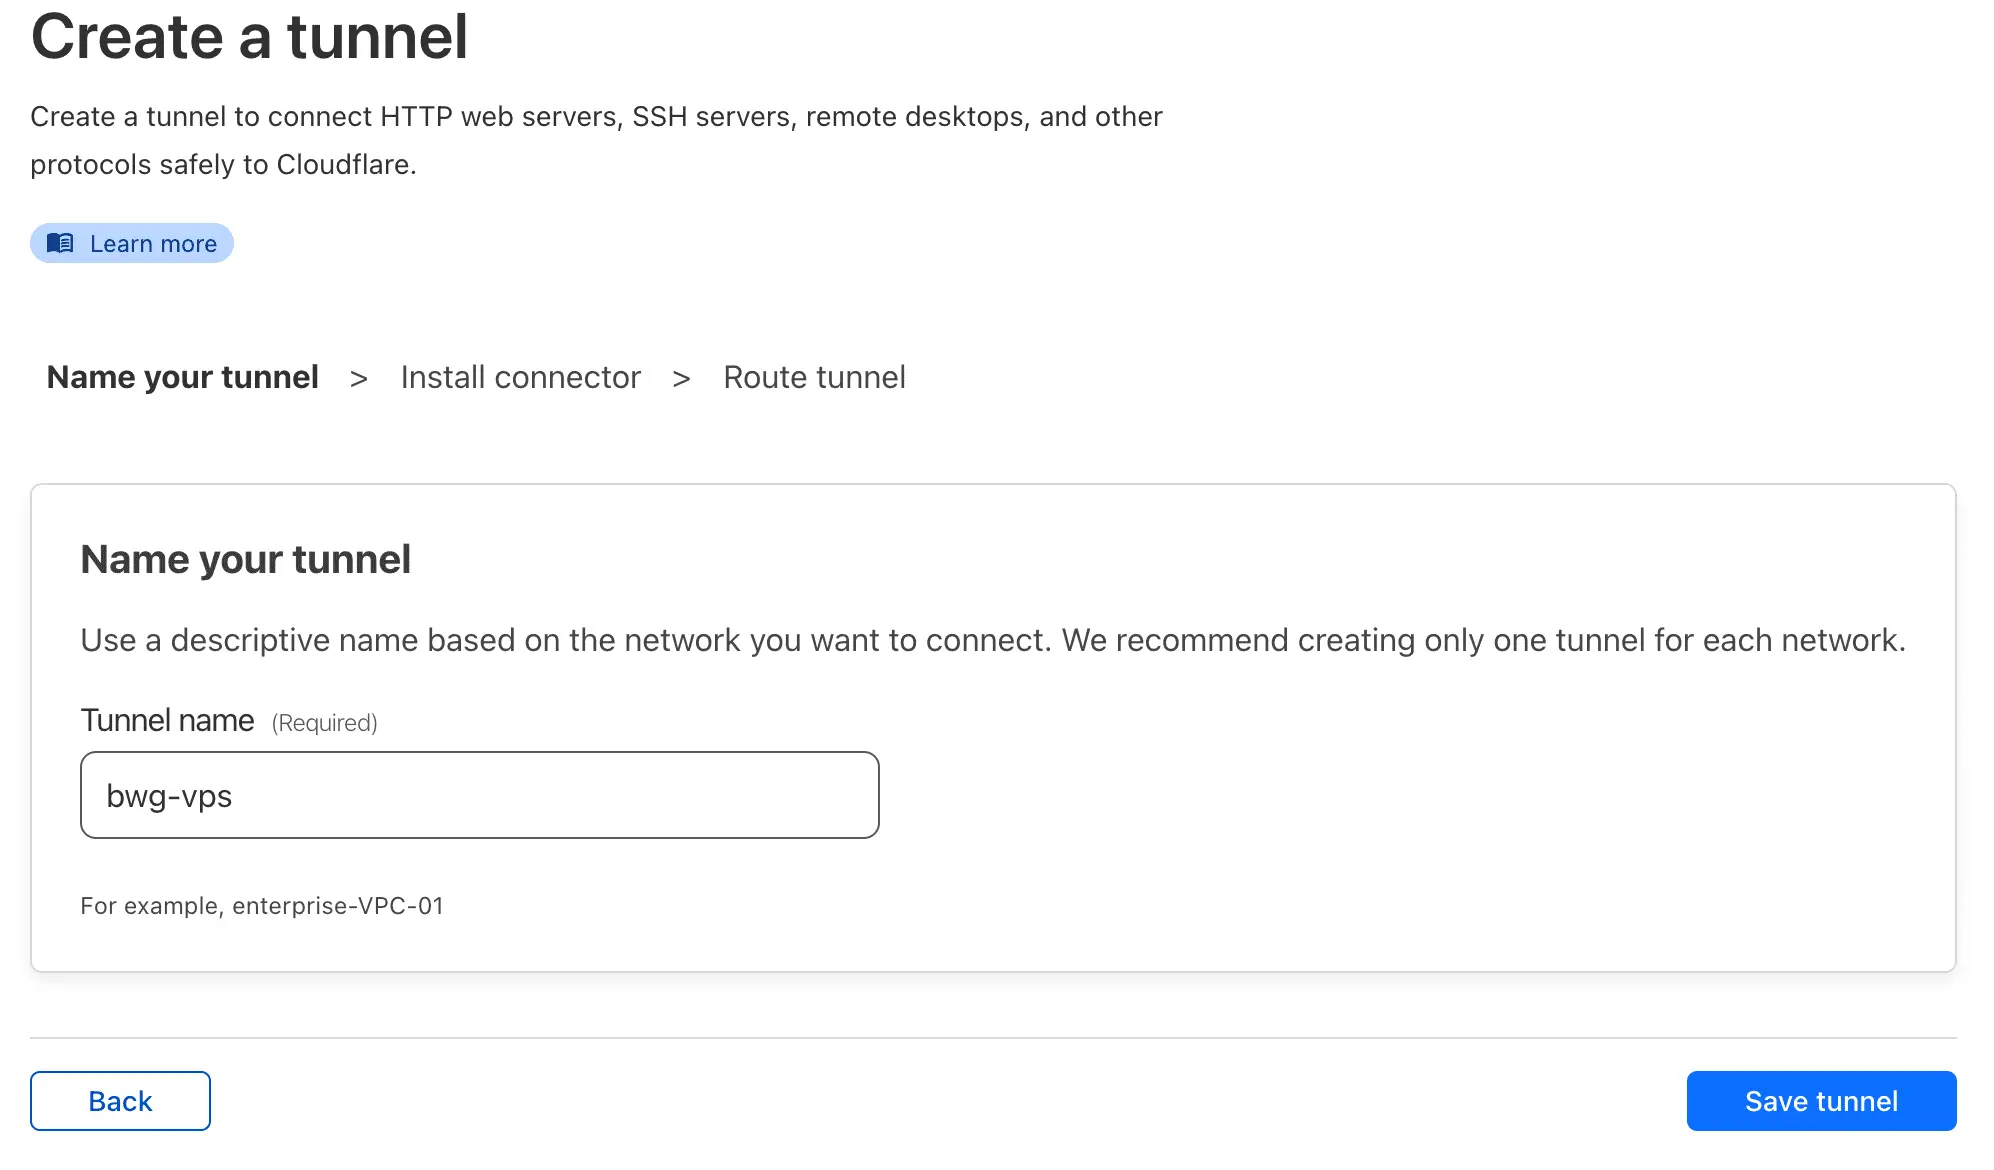 Create a tunnel
Create a tunnel to connect HTTP web servers, SSH servers, remote desktops, and other
protocols safely to Cloudflare.
Learn more
Name your tunnel > Install connector > Route tunnel
Name your tunnel
Use a descriptive name based on the network you want to connect. We recommend creating only one tunnel for each network.
Tunnel name (Required)
bwg-vps
For example, enterprise-VPC-01
Back
Save tunnel